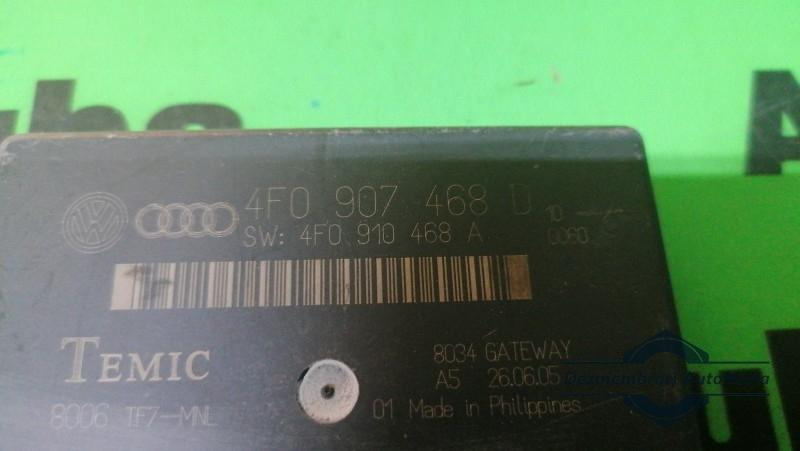 4F0 907 468 D
SW: 4F0 910 468 A
10
0060
TEMIC
8034 GATEWAY
A5 26.06.05
8006 TF7-MNL
01 Made in Philippines
Dezmembrari